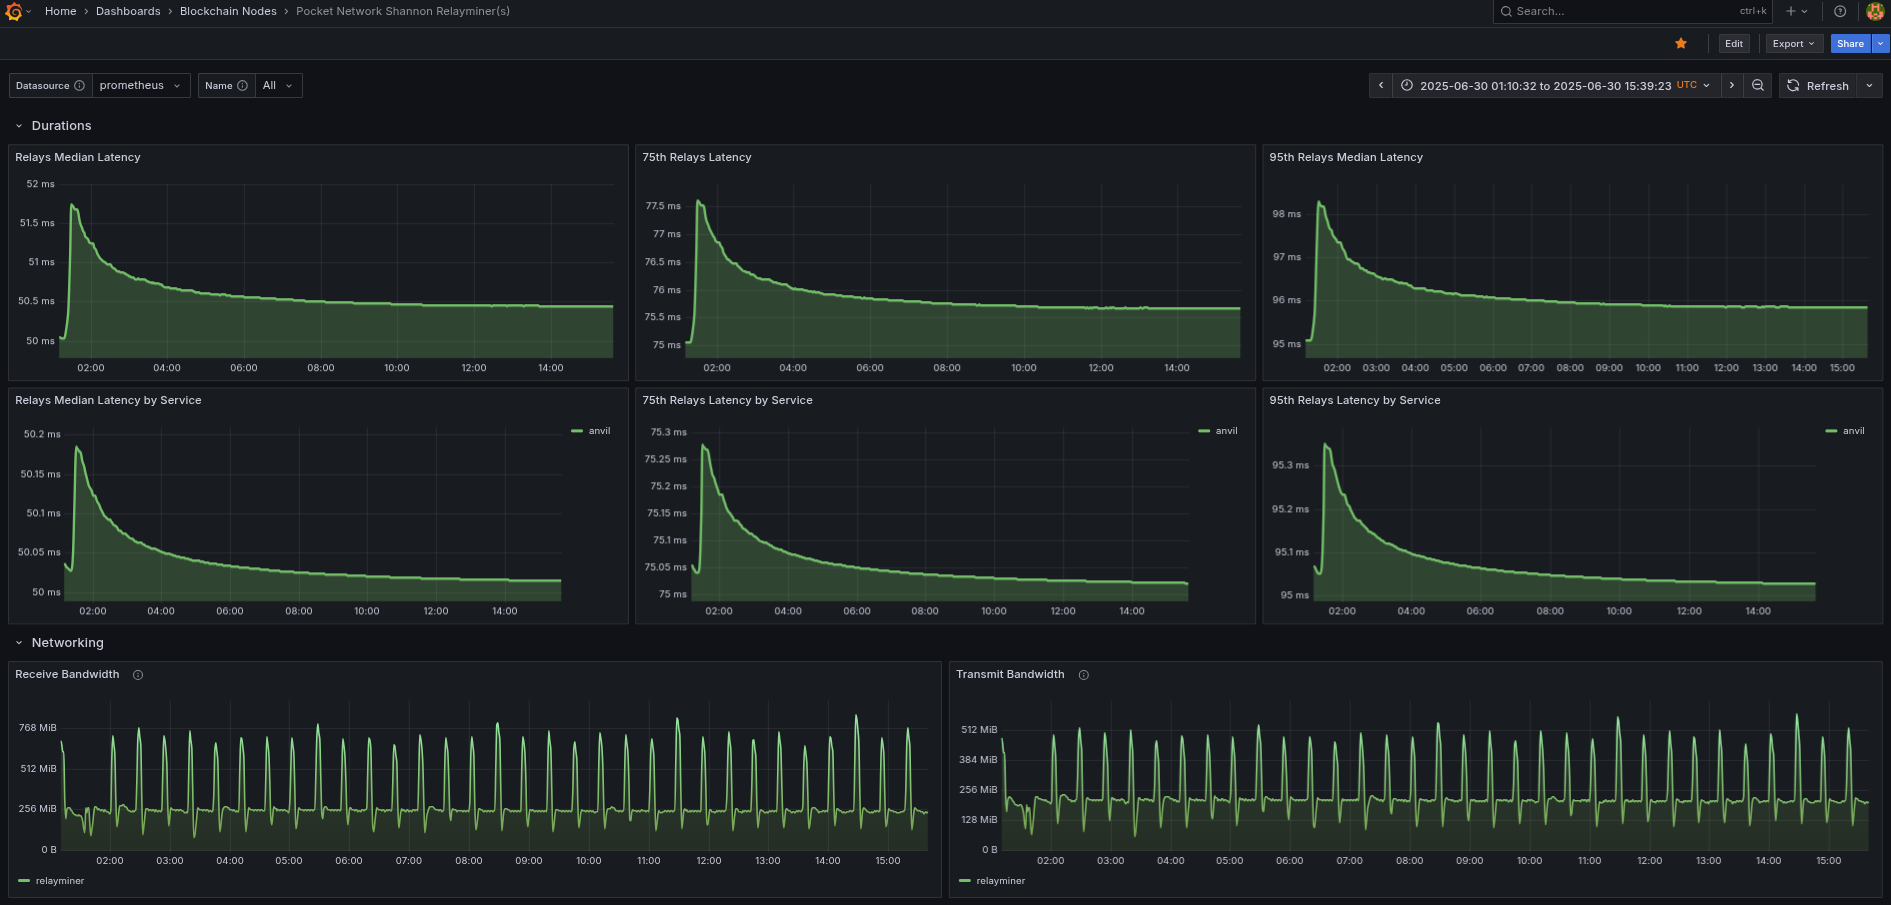 Home › Dashboards › Blockchain Nodes › Pocket Network Shannon Relayminer(s)
Search... ctrl+k
Edit Export Share
Datasource prometheus Name All
2025-06-30 01:10:32 to 2025-06-30 15:39:23 UTC
Refresh
Durations
Relays Median Latency
52 ms
51.5 ms
51 ms
50.5 ms
50 ms
02:00 04:00 06:00 08:00 10:00 12:00 14:00
75th Relays Latency
77.5 ms
77 ms
76.5 ms
76 ms
75.5 ms
75 ms
02:00 04:00 06:00 08:00 10:00 12:00 14:00
95th Relays Median Latency
98 ms
97 ms
96 ms
95 ms
02:00 03:00 04:00 05:00 06:00 07:00 08:00 09:00 10:00 11:00 12:00 13:00 14:00 15:00
Relays Median Latency by Service
50.2 ms
50.15 ms
50.1 ms
50.05 ms
50 ms
02:00 04:00 06:00 08:00 10:00 12:00 14:00
anvil
75th Relays Latency by Service
75.3 ms
75.25 ms
75.2 ms
75.15 ms
75.1 ms
75.05 ms
75 ms
02:00 04:00 06:00 08:00 10:00 12:00 14:00
anvil
95th Relays Latency by Service
95.3 ms
95.2 ms
95.1 ms
95 ms
02:00 04:00 06:00 08:00 10:00 12:00 14:00
anvil
Networking
Receive Bandwidth
768 MiB
512 MiB
256 MiB
0 B
02:00 03:00 04:00 05:00 06:00 07:00 08:00 09:00 10:00 11:00 12:00 13:00 14:00 15:00
relayminer
Transmit Bandwidth
512 MiB
384 MiB
256 MiB
128 MiB
0 B
02:00 03:00 04:00 05:00 06:00 07:00 08:00 09:00 10:00 11:00 12:00 13:00 14:00 15:00
relayminer